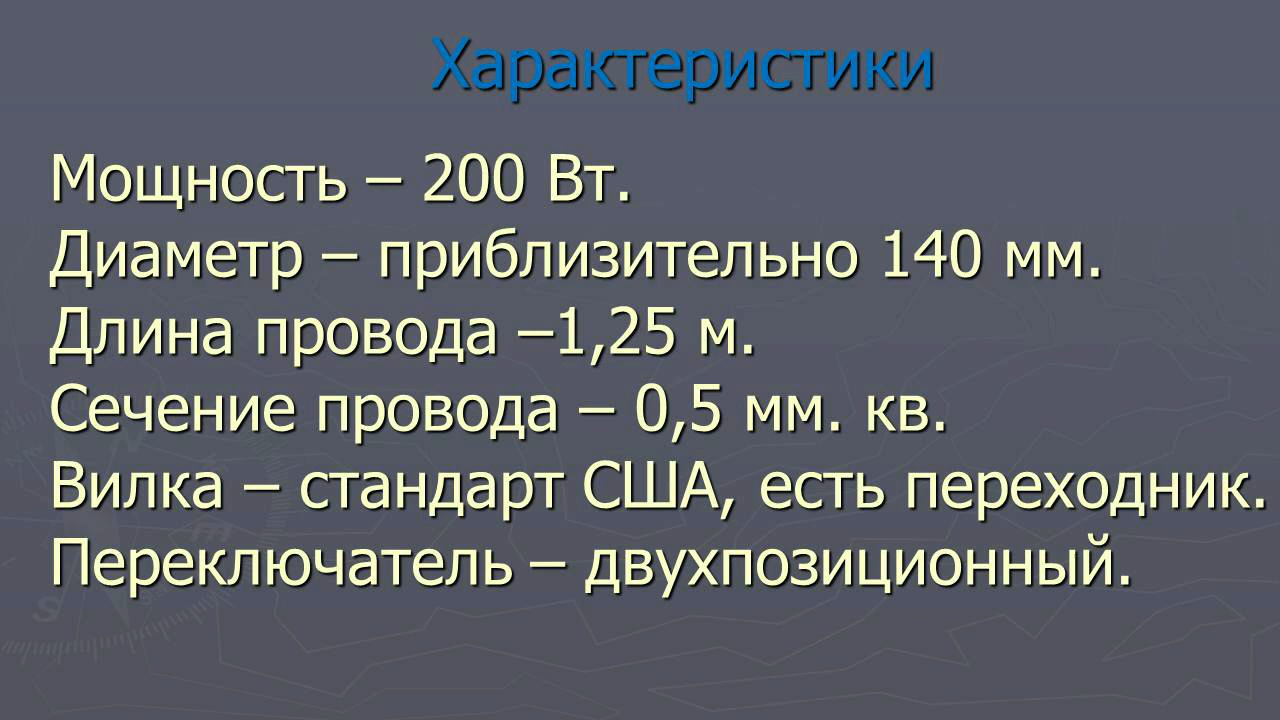 Характеристики
Мощность – 200 Вт.
Диаметр – приблизительно 140 мм.
Длина провода –1,25 м.
Сечение провода – 0,5 мм. кв.
Вилка – стандарт США, есть переходник.
Переключатель – двухпозиционный.